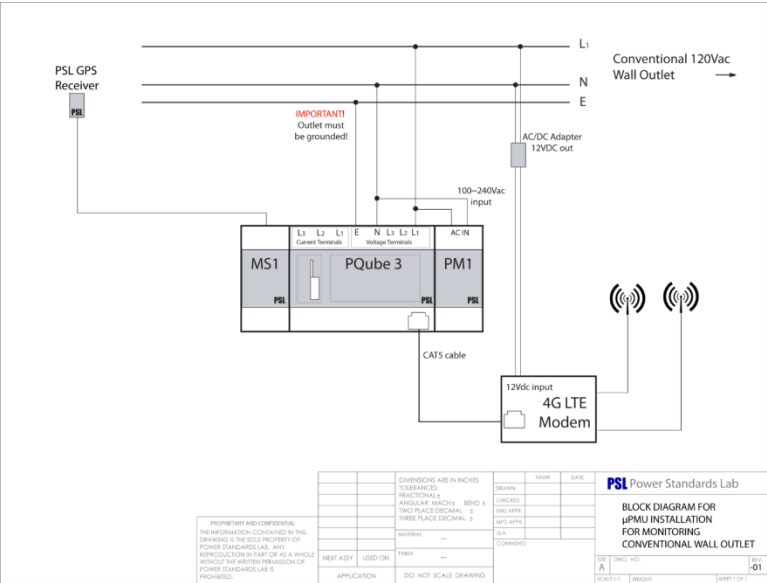 L1
Conventional 120Vac
Wall Outlet
N
E
PSL GPS
Receiver
PSL
IMPORTANT!
Outlet must
be grounded!
AC/DC Adapter
12VDC out
100~240Vac
input
L3 L2 L1 E N L3 L2 L1 AC IN
Current Terminals Voltage Terminals
MS1 PQube 3 PM1
PSL PSL PSL
CAT5 cable
12Vdc input
4G LTE
Modem
PROPRIETARY AND CONFIDENTIAL
THE INFORMATION CONTAINED IN THIS
DRAWING IS THE SOLE PROPERTY OF
POWER STANDARDS LAB. ANY
REPRODUCTION IN PART OR AS A WHOLE
WITHOUT THE WRITTEN PERMISSION OF
POWER STANDARDS LAB IS
PROHIBITED.
NEXT ASSY USED ON
APPLICATION
DIMENSIONS ARE IN INCHES
TOLERANCES:
FRACTIONAL ±
ANGULAR: MACH ± BEND ±
TWO PLACE DECIMAL ±
THREE PLACE DECIMAL ±
MATERIAL
--
FINISH
--
DO NOT SCALE DRAWING
NAME DATE
DRAWN
CHECKED
ENG APPR.
MFG APPR.
Q.A.
COMMENTS:
PSL Power Standards Lab
BLOCK DIAGRAM FOR
μPMU INSTALLATION
FOR MONITORING
CONVENTIONAL WALL OUTLET
SIZE DWG. NO. REV.
A -01
SCALE:1:1 WEIGHT: SHEET 1 OF 1